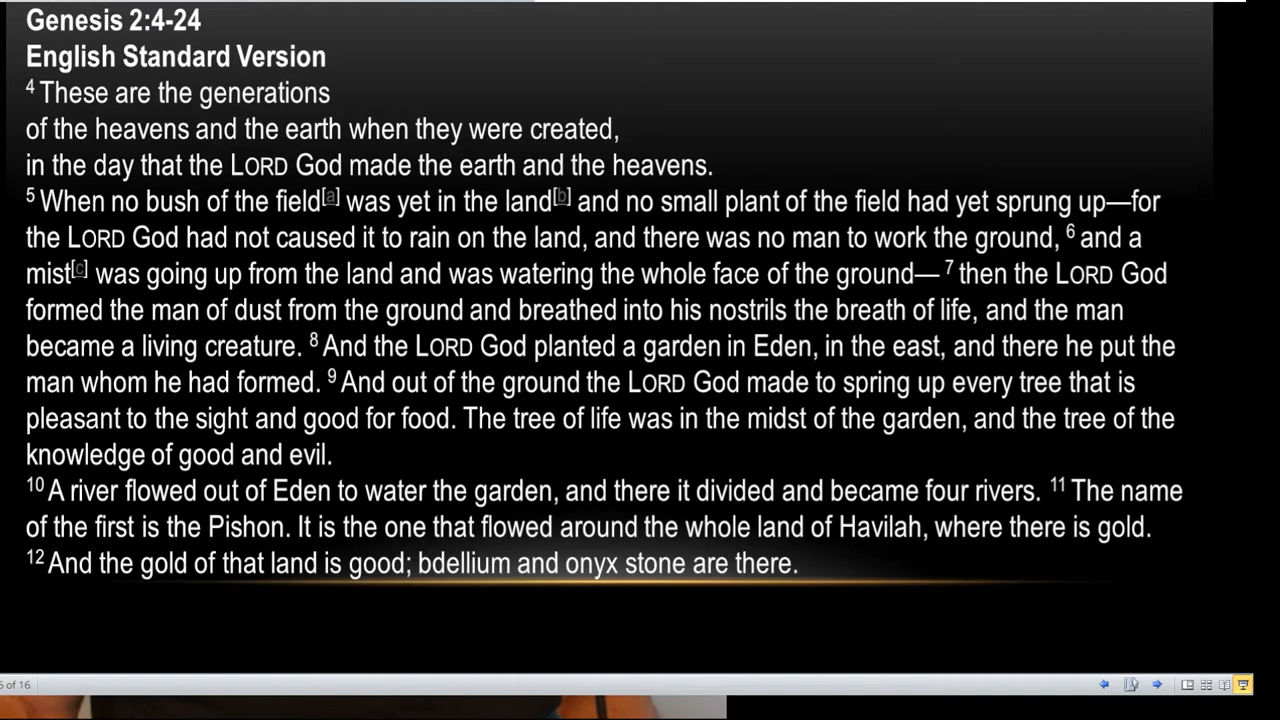 Genesis 2:4-24
English Standard Version
4 These are the generations
of the heavens and the earth when they were created,
in the day that the LORD God made the earth and the heavens.
5 When no bush of the field[a] was yet in the land[b] and no small plant of the field had yet sprung up—for
the LORD God had not caused it to rain on the land, and there was no man to work the ground, 6 and a
mist[c] was going up from the land and was watering the whole face of the ground— 7 then the LORD God
formed the man of dust from the ground and breathed into his nostrils the breath of life, and the man
became a living creature. 8 And the LORD God planted a garden in Eden, in the east, and there he put the
man whom he had formed. 9 And out of the ground the LORD God made to spring up every tree that is
pleasant to the sight and good for food. The tree of life was in the midst of the garden, and the tree of the
knowledge of good and evil.
10 A river flowed out of Eden to water the garden, and there it divided and became four rivers. 11 The name
of the first is the Pishon. It is the one that flowed around the whole land of Havilah, where there is gold.
12 And the gold of that land is good; bdellium and onyx stone are there.
of 16